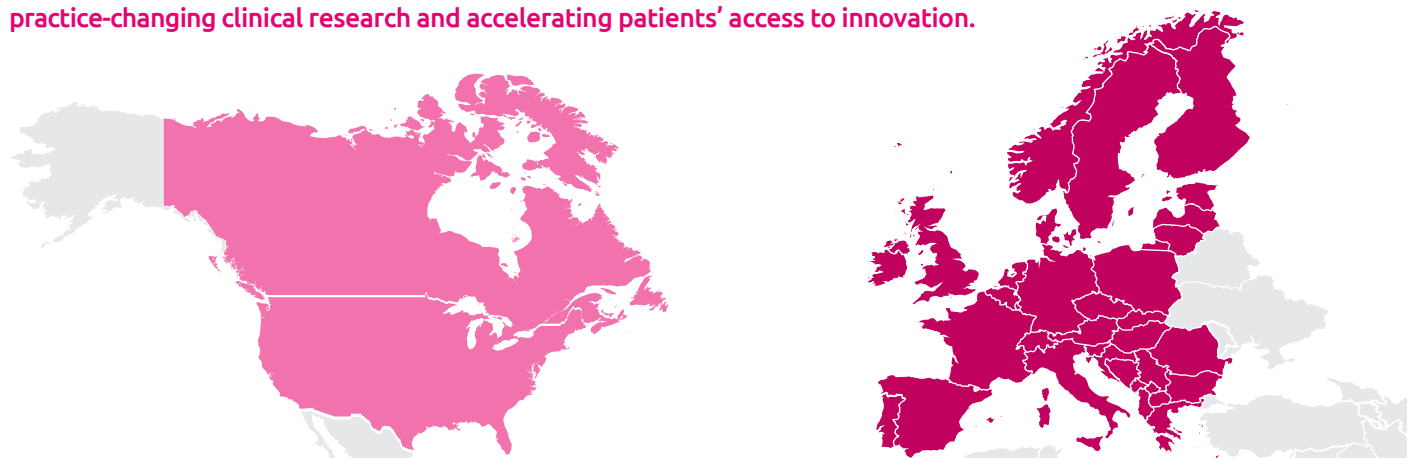 practice-changing clinical research and accelerating patients’ access to innovation.